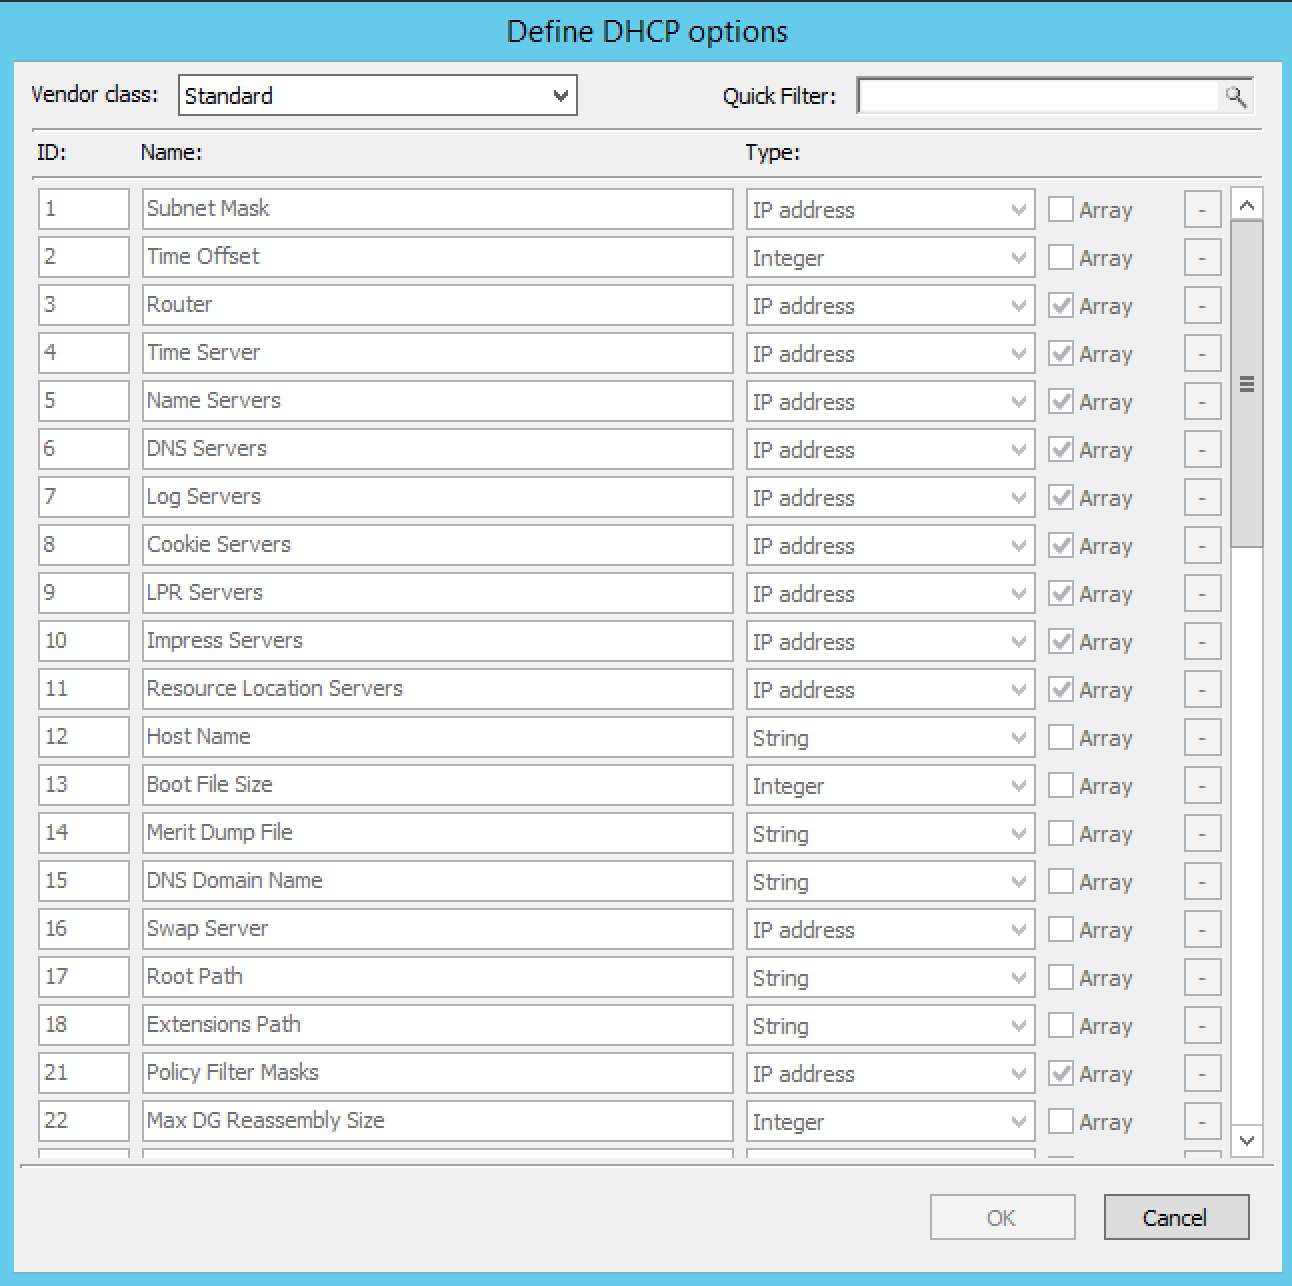 Define DHCP options
Vendor class: Standard Quick Filter:
ID: Name: Type:
1 Subnet Mask IP address Array -
2 Time Offset Integer Array -
3 Router IP address Array -
4 Time Server IP address Array -
5 Name Servers IP address Array -
6 DNS Servers IP address Array -
7 Log Servers IP address Array -
8 Cookie Servers IP address Array -
9 LPR Servers IP address Array -
10 Impress Servers IP address Array -
11 Resource Location Servers IP address Array -
12 Host Name String Array -
13 Boot File Size Integer Array -
14 Merit Dump File String Array -
15 DNS Domain Name String Array -
16 Swap Server IP address Array -
17 Root Path String Array -
18 Extensions Path String Array -
21 Policy Filter Masks IP address Array -
22 Max DG Reassembly Size Integer Array -
OK Cancel